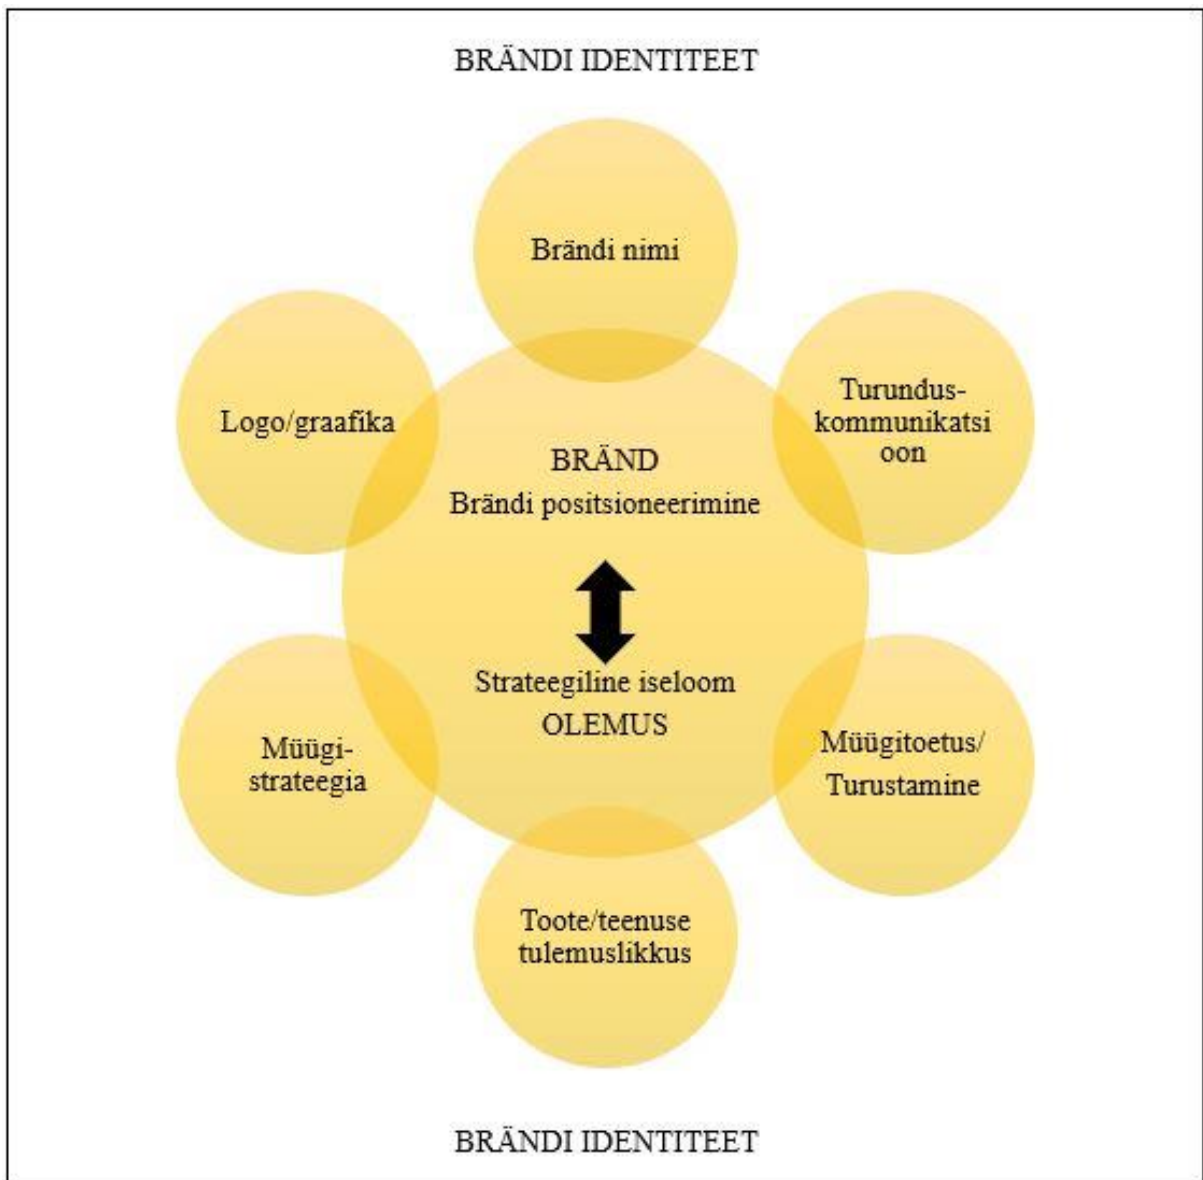 BRÄNDI IDENTITEET
Brändi nimi
Logo/graafika
Turundus-
kommunikatsi
oon
BRÄND
Brändi positsioneerimine
Strateegiline iseloom
OLEMUS
Müügi-
strateegia
Müügitoetus/
Turustamine
Toote/teenuse
tulemuslikkus
BRÄNDI IDENTITEET